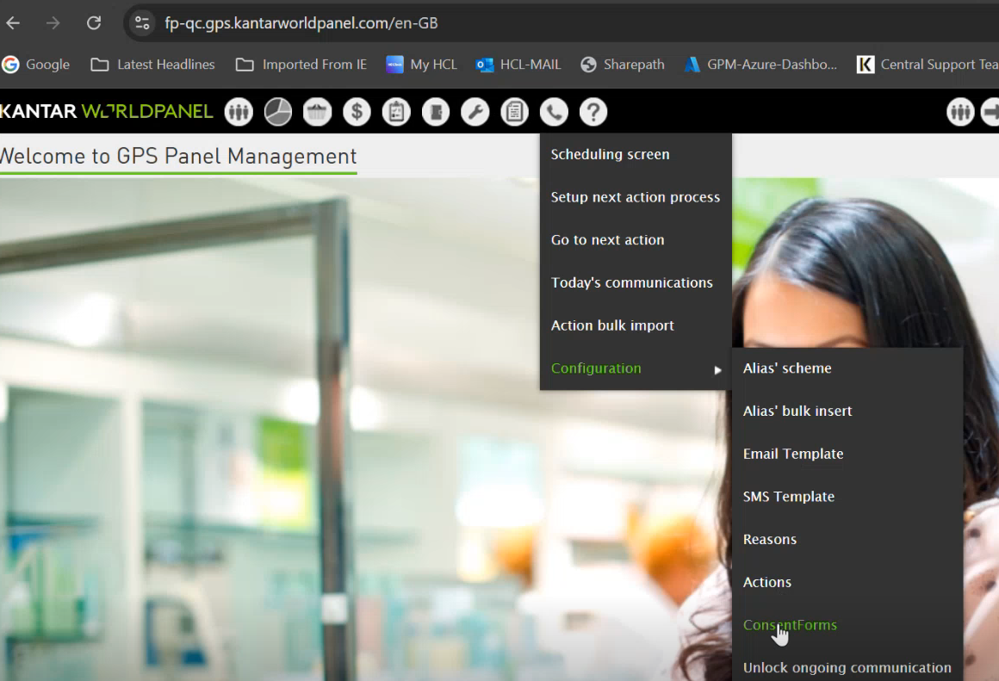 fp-qc.gps.kantarworldpanel.com/en-GB
Google Latest Headlines Imported From IE My HCL HCL-MAIL Sharepath GPM-Azure-Dashbo... Central Support Tea
KANTAR WORLDPANEL
Welcome to GPS Panel Management
Scheduling screen
Setup next action process
Go to next action
Today's communications
Action bulk import
Configuration
Alias' scheme
Alias' bulk insert
Email Template
SMS Template
Reasons
Actions
ConsentForms
Unlock ongoing communication